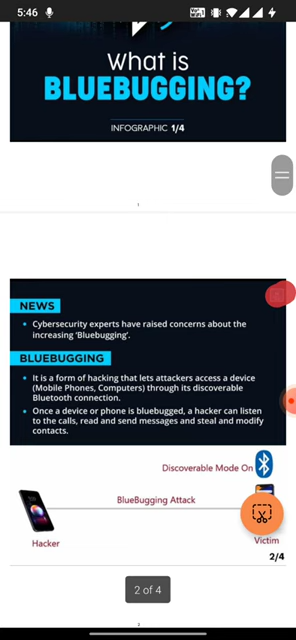 5:46
What is
BLUEBUGGING?
INFOGRAPHIC 1/4
1
NEWS
• Cybersecurity experts have raised concerns about the
increasing 'Bluebugging'.
BLUEBUGGING
• It is a form of hacking that lets attackers access a device
(Mobile Phones, Computers) through its discoverable
Bluetooth connection.
• Once a device or phone is bluebugged, a hacker can listen
to the calls, read and send messages and steal and modify
contacts.
Discoverable Mode On
BlueBugging Attack
Hacker
Victim
2/4
2 of 4
2